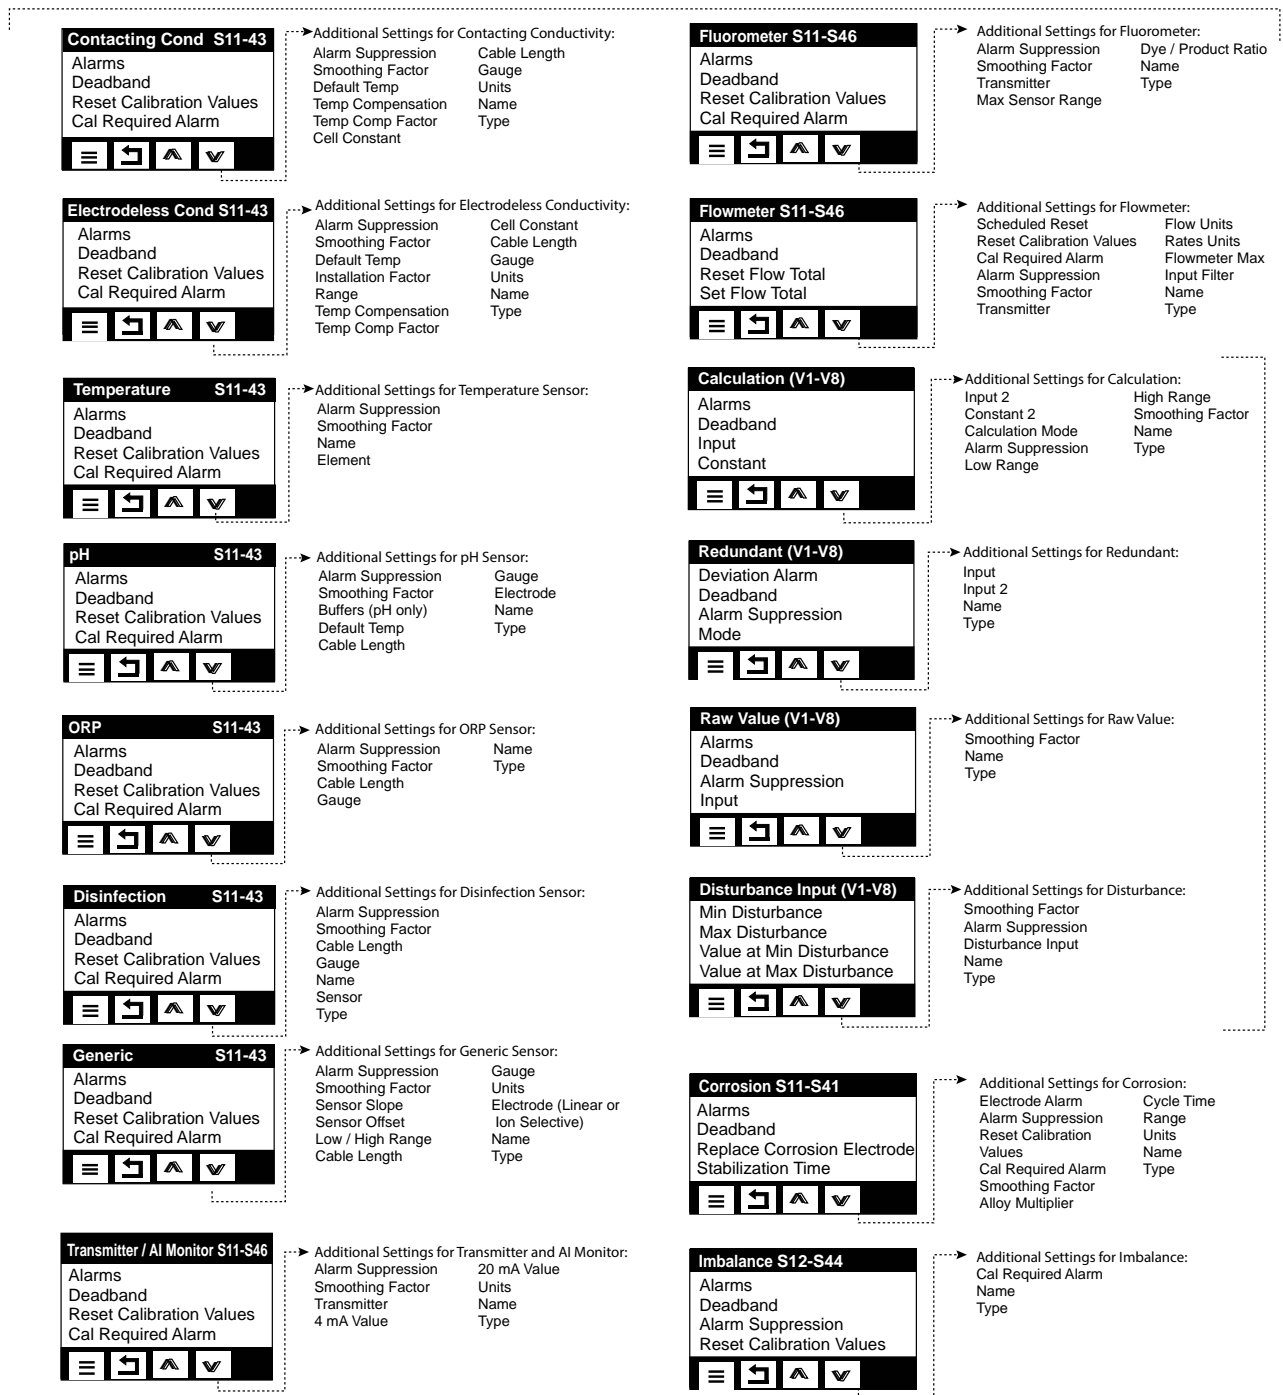 Contacting Cond S11-43
Alarms
Deadband
Reset Calibration Values
Cal Required Alarm
Additional Settings for Contacting Conductivity:
Alarm Suppression Cable Length
Smoothing Factor Gauge
Default Temp Units
Temp Compensation Name
Temp Comp Factor Type
Cell Constant
Electrodeless Cond S11-43
Alarms
Deadband
Reset Calibration Values
Cal Required Alarm
Additional Settings for Electrodeless Conductivity:
Alarm Suppression Cell Constant
Smoothing Factor Cable Length
Default Temp Gauge
Installation Factor Units
Range Name
Temp Compensation Type
Temp Comp Factor
Temperature S11-43
Alarms
Deadband
Reset Calibration Values
Cal Required Alarm
Additional Settings for Temperature Sensor:
Alarm Suppression
Smoothing Factor
Name
Element
pH S11-43
Alarms
Deadband
Reset Calibration Values
Cal Required Alarm
Additional Settings for pH Sensor:
Alarm Suppression Gauge
Smoothing Factor Electrode
Buffers (pH only) Name
Default Temp Type
Cable Length
ORP S11-43
Alarms
Deadband
Reset Calibration Values
Cal Required Alarm
Additional Settings for ORP Sensor:
Alarm Suppression Name
Smoothing Factor Type
Cable Length
Gauge
Disinfection S11-43
Alarms
Deadband
Reset Calibration Values
Cal Required Alarm
Additional Settings for Disinfection Sensor:
Alarm Suppression
Smoothing Factor
Cable Length
Gauge
Name
Sensor
Type
Generic S11-43
Alarms
Deadband
Reset Calibration Values
Cal Required Alarm
Additional Settings for Generic Sensor:
Alarm Suppression Gauge
Smoothing Factor Units
Sensor Slope Electrode (Linear or
Sensor Offset Ion Selective)
Low / High Range Name
Cable Length Type
Transmitter / AI Monitor S11-S46
Alarms
Deadband
Reset Calibration Values
Cal Required Alarm
Additional Settings for Transmitter and AI Monitor:
Alarm Suppression 20 mA Value
Smoothing Factor Units
Transmitter Name
4 mA Value Type
Fluorometer S11-S46
Alarms
Deadband
Reset Calibration Values
Cal Required Alarm
Additional Settings for Fluorometer:
Alarm Suppression Dye / Product Ratio
Smoothing Factor Name
Transmitter Type
Max Sensor Range
Flowmeter S11-S46
Alarms
Deadband
Reset Flow Total
Set Flow Total
Additional Settings for Flowmeter:
Scheduled Reset Flow Units
Reset Calibration Values Rates Units
Cal Required Alarm Flowmeter Max
Alarm Suppression Input Filter
Smoothing Factor Name
Transmitter Type
Calculation (V1-V8)
Alarms
Deadband
Input
Constant
Additional Settings for Calculation:
Input 2 High Range
Constant 2 Smoothing Factor
Calculation Mode Name
Alarm Suppression Type
Low Range
Redundant (V1-V8)
Deviation Alarm
Deadband
Alarm Suppression
Mode
Additional Settings for Redundant:
Input
Input 2
Name
Type
Raw Value (V1-V8)
Alarms
Deadband
Alarm Suppression
Input
Additional Settings for Raw Value:
Smoothing Factor
Name
Type
Disturbance Input (V1-V8)
Min Disturbance
Max Disturbance
Value at Min Disturbance
Value at Max Disturbance
Additional Settings for Disturbance:
Smoothing Factor
Alarm Suppression
Disturbance Input
Name
Type
Corrosion S11-S41
Alarms
Deadband
Replace Corrosion Electrode
Stabilization Time
Additional Settings for Corrosion:
Electrode Alarm Cycle Time
Alarm Suppression Range
Reset Calibration Units
Values Name
Cal Required Alarm Type
Smoothing Factor
Alloy Multiplier
Imbalance S12-S44
Alarms
Deadband
Alarm Suppression
Reset Calibration Values
Additional Settings for Imbalance:
Cal Required Alarm
Name
Type